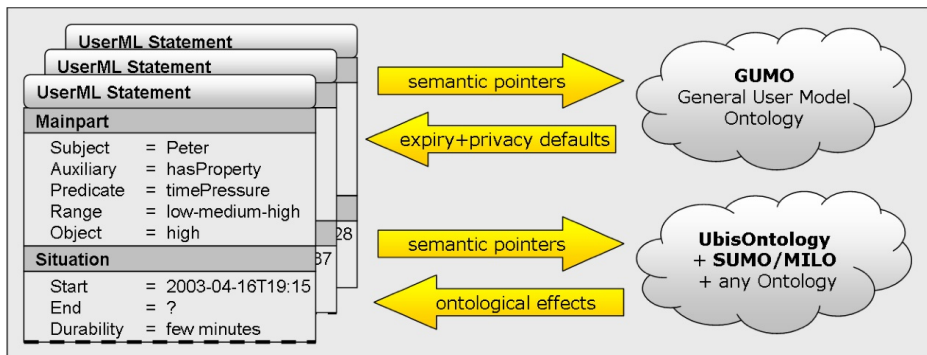 UserML Statement
UserML Statement
UserML Statement
Mainpart
Subject = Peter
Auxiliary = hasProperty
Predicate = timePressure
Range = low-medium-high
Object = high
28
Situation
37
Start = 2003-04-16T19:15
End = ?
Durability = few minutes
semantic pointers
expiry+privacy defaults
semantic pointers
ontological effects
GUMO
General User Model
Ontology
UbisOntology
+ SUMO/MILO
+ any Ontology